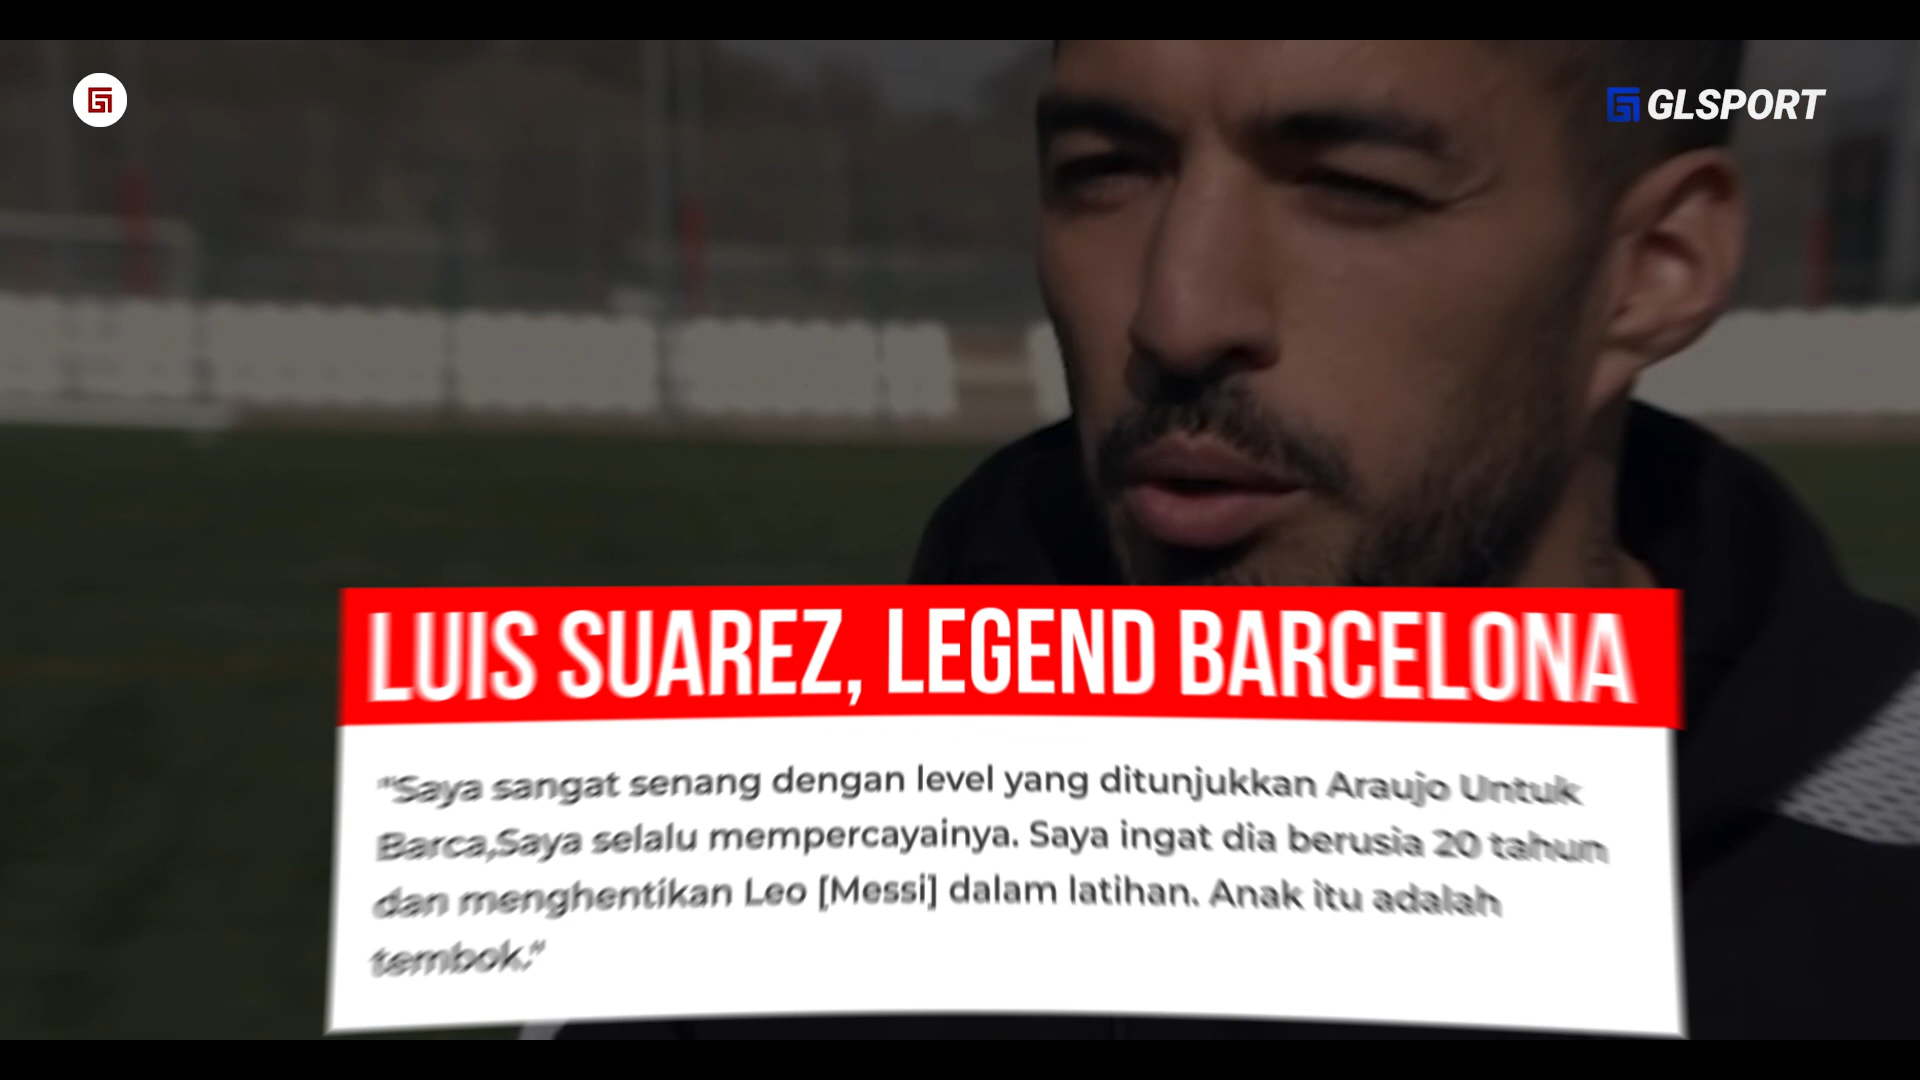 GLSPORT
LUIS SUAREZ, LEGEND BARCELONA
"Saya sangat senang dengan level yang ditunjukkan Araujo Untuk
Barca,Saya selalu mempercayainya. Saya ingat dia berusia 20 tahun
dan menghentikan Leo [Messi] dalam latihan. Anak itu adalah
tembok."